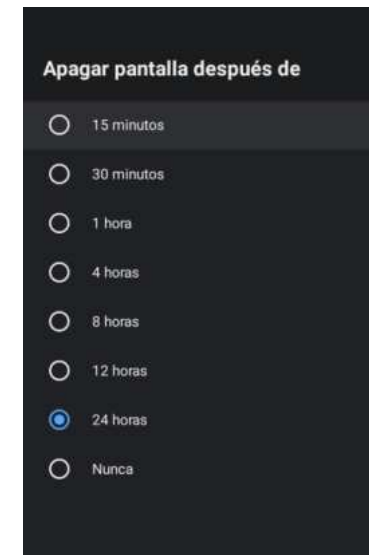 Apagar pantalla después de
15 minutos
30 minutos
1 hora
4 horas
8 horas
12 horas
24 horas
Nunca